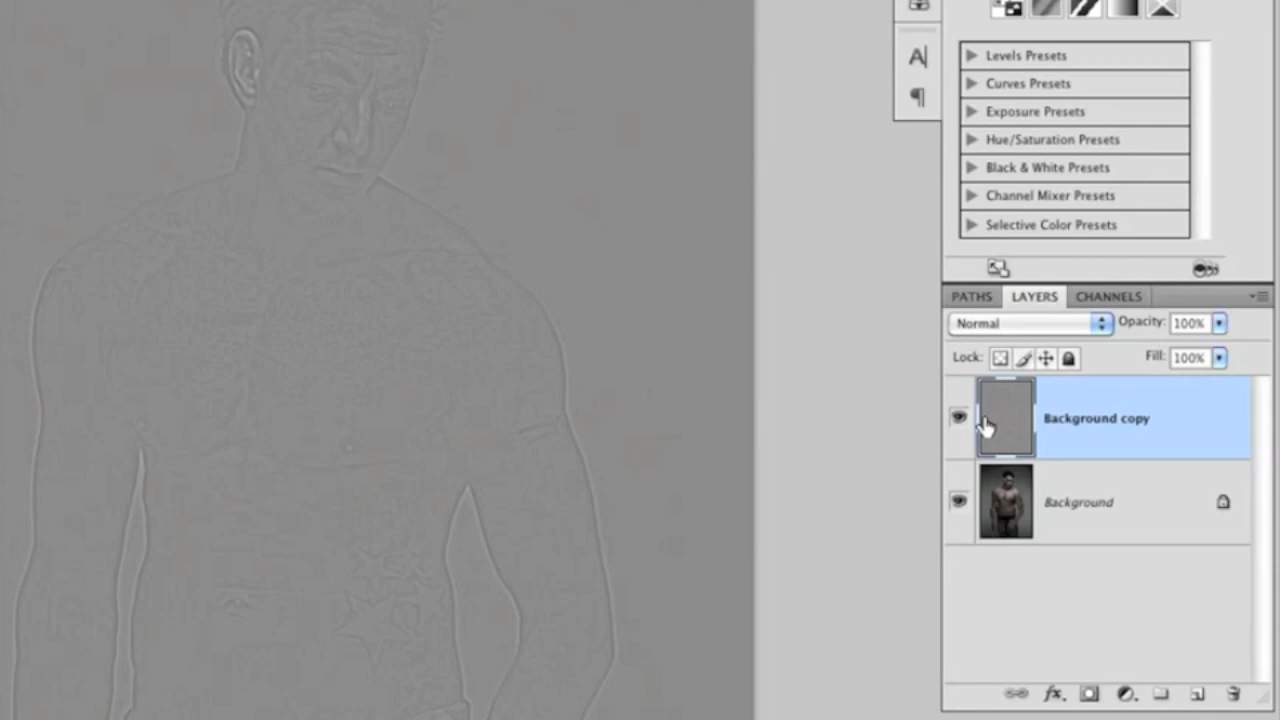 A|
¶
Levels Presets
Curves Presets
Exposure Presets
Hue/Saturation Presets
Black & White Presets
Channel Mixer Presets
Selective Color Presets
PATHS LAYERS CHANNELS
Normal Opacity: 100%
Lock: Fill: 100%
Background copy
Background
fx.